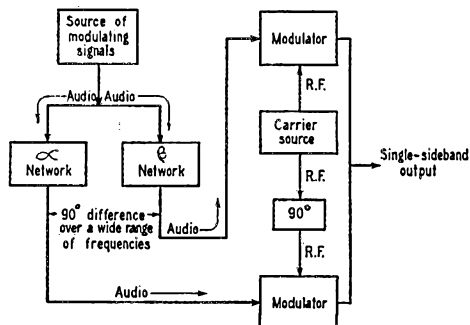 Source of
modulating
signals
Audio Audio
∝
Network
β
Network
90° difference
over a wide range
of frequencies
Audio
Audio
Modulator
R.F.
Carrier
source
R.F.
90°
R.F.
Modulator
Single-sideband
output